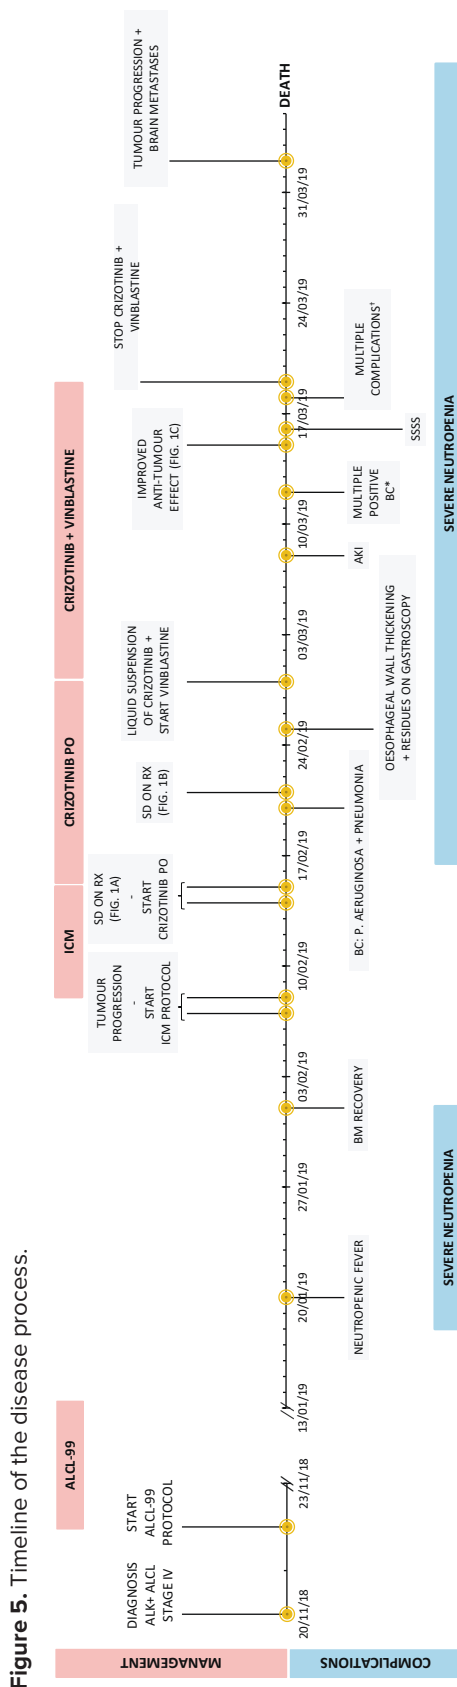 Figure 5. Timeline of the disease process.
MANAGEMENT
COMPLICATIONS
ALCL-99
ICM
CRIZOTINIB PO
CRIZOTINIB + VINBLASTINE
DIAGNOSIS
ALK+ ALCL
STAGE IV
START
ALCL-99
PROTOCOL
TUMOUR
PROGRESSION
-
START
ICM PROTOCOL
SD ON RX
(FIG. 1A)
-
START
CRIZOTINIB PO
SD ON RX
(FIG. 1B)
LIQUID SUSPENSION
OF CRIZOTINIB +
START VINBLASTINE
IMPROVED
ANTI-TUMOUR
EFFECT (FIG. 1C)
STOP CRIZOTINIB +
VINBLASTINE
TUMOUR PROGRESSION +
BRAIN METASTASES
20/11/18
23/11/18
13/01/19
20/01/19
27/01/19
03/02/19
10/02/19
17/02/19
24/02/19
03/03/19
10/03/19
17/03/19
24/03/19
31/03/19
DEATH
NEUTROPENIC FEVER
BM RECOVERY
BC: P. AERUGINOSA + PNEUMONIA
OESOPHAGEAL WALL THICKENING
+ RESIDUES ON GASTROSCOPY
AKI
MULTIPLE
POSITIVE
BC*
SSSS
MULTIPLE
COMPLICATIONS†
SEVERE NEUTROPENIA
SEVERE NEUTROPENIA